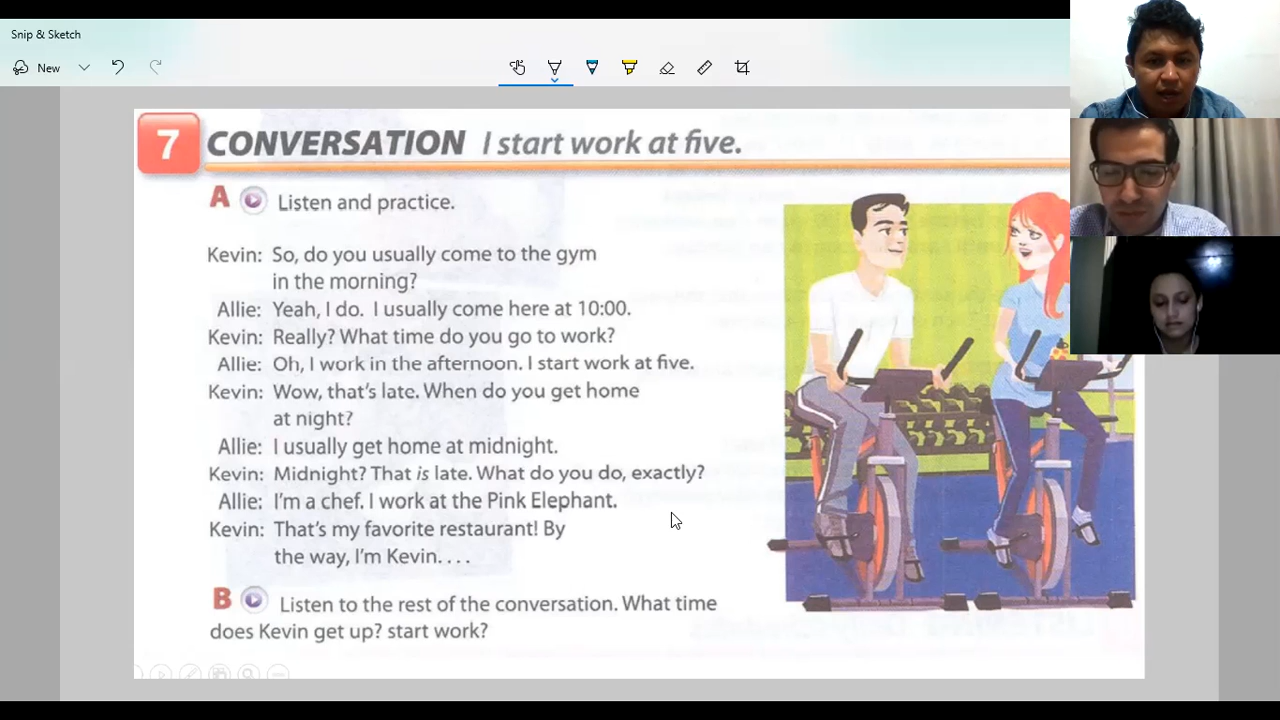 Snip & Sketch
New
7 CONVERSATION I start work at five.
A Listen and practice.
Kevin: So, do you usually come to the gym
in the morning?
Allie: Yeah, I do. I usually come here at 10:00.
Kevin: Really? What time do you go to work?
Allie: Oh, I work in the afternoon. I start work at five.
Kevin: Wow, that's late. When do you get home
at night?
Allie: I usually get home at midnight.
Kevin: Midnight? That is late. What do you do, exactly?
Allie: I'm a chef. I work at the Pink Elephant.
Kevin: That's my favorite restaurant! By
the way, I'm Kevin. . . .
B Listen to the rest of the conversation. What time
does Kevin get up? start work?